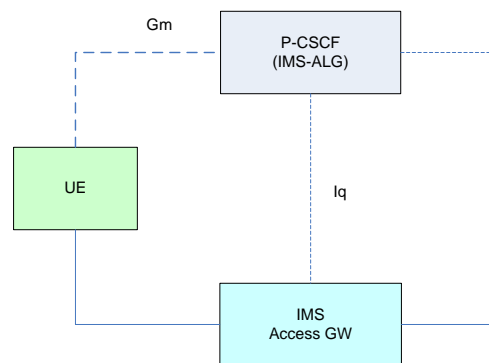 Gm
P-CSCF
(IMS-ALG)
UE
Iq
IMS
Access GW